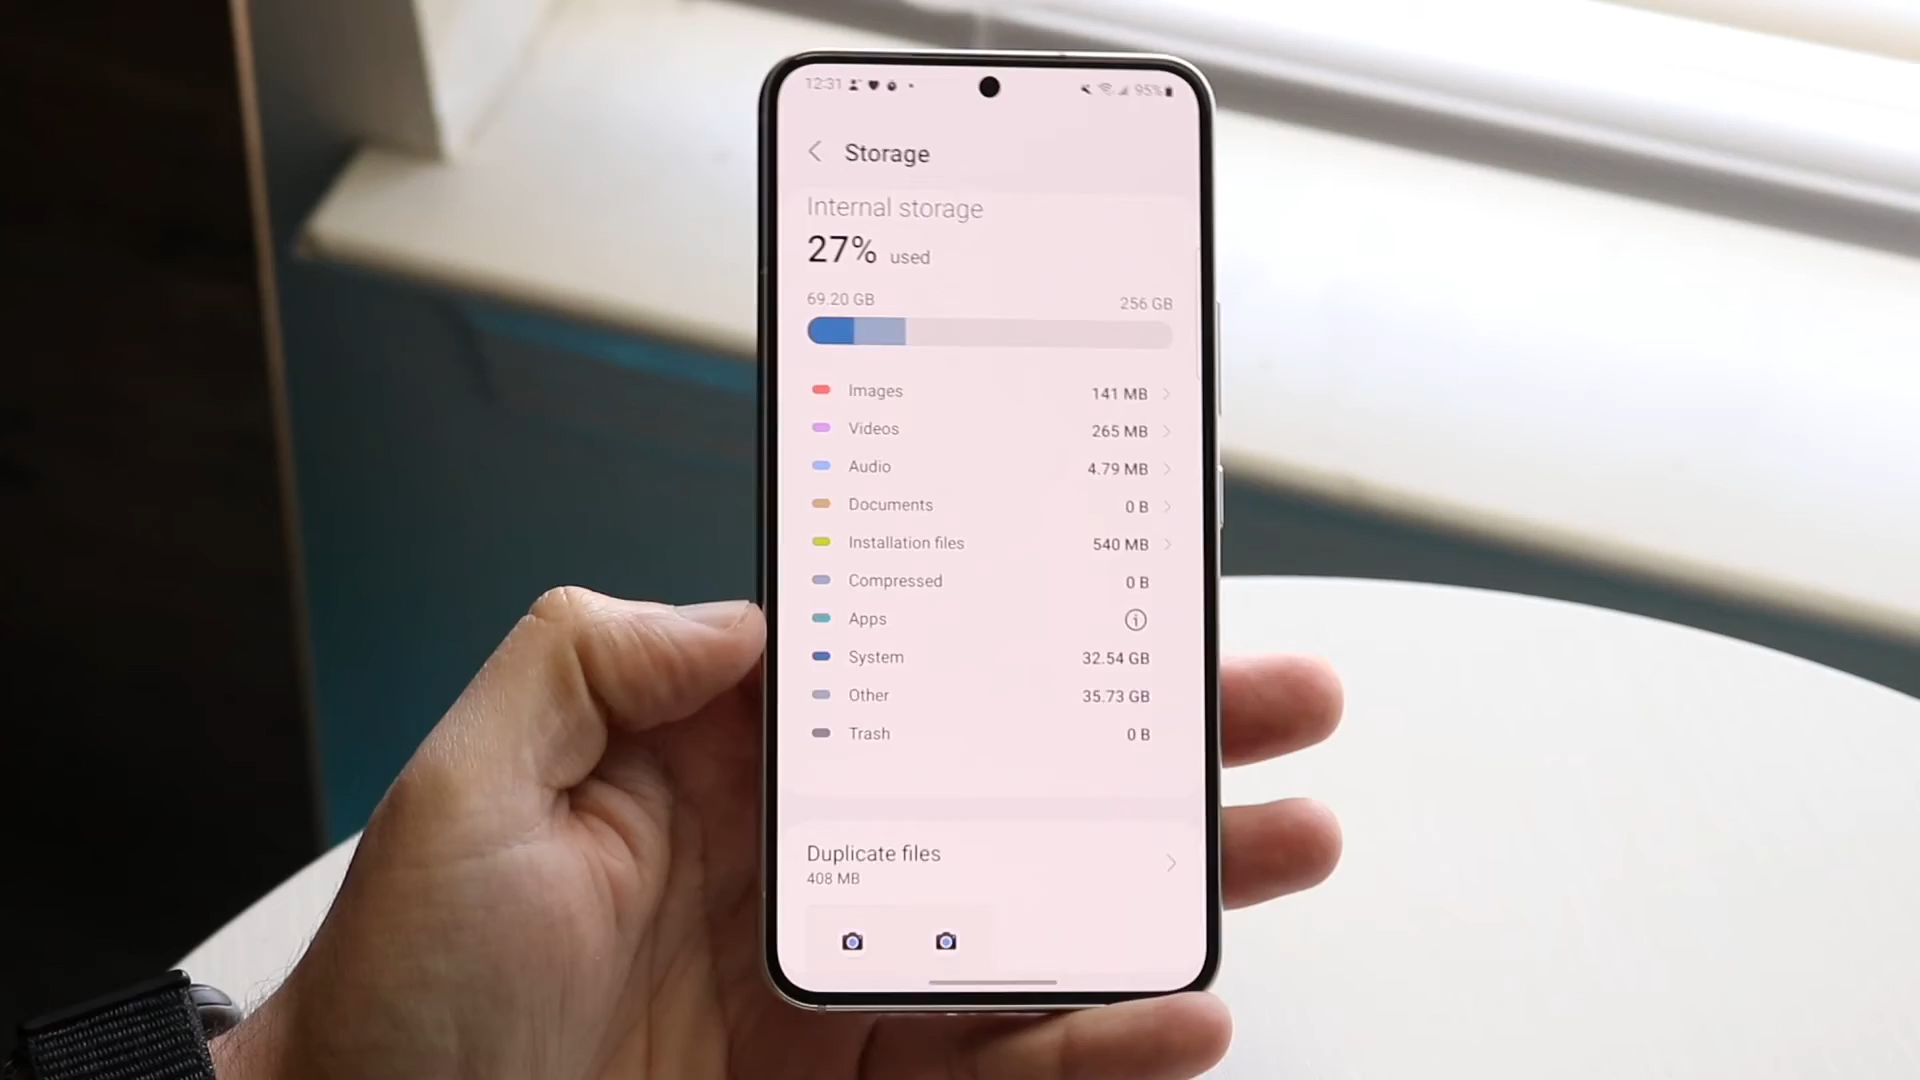 12:31 95%
Storage
Internal storage
27% used
69.20 GB 256 GB
Images 141 MB
Videos 265 MB
Audio 4.79 MB
Documents 0 B
Installation files 540 MB
Compressed 0 B
Apps
System 32.54 GB
Other 35.73 GB
Trash 0 B
Duplicate files
408 MB